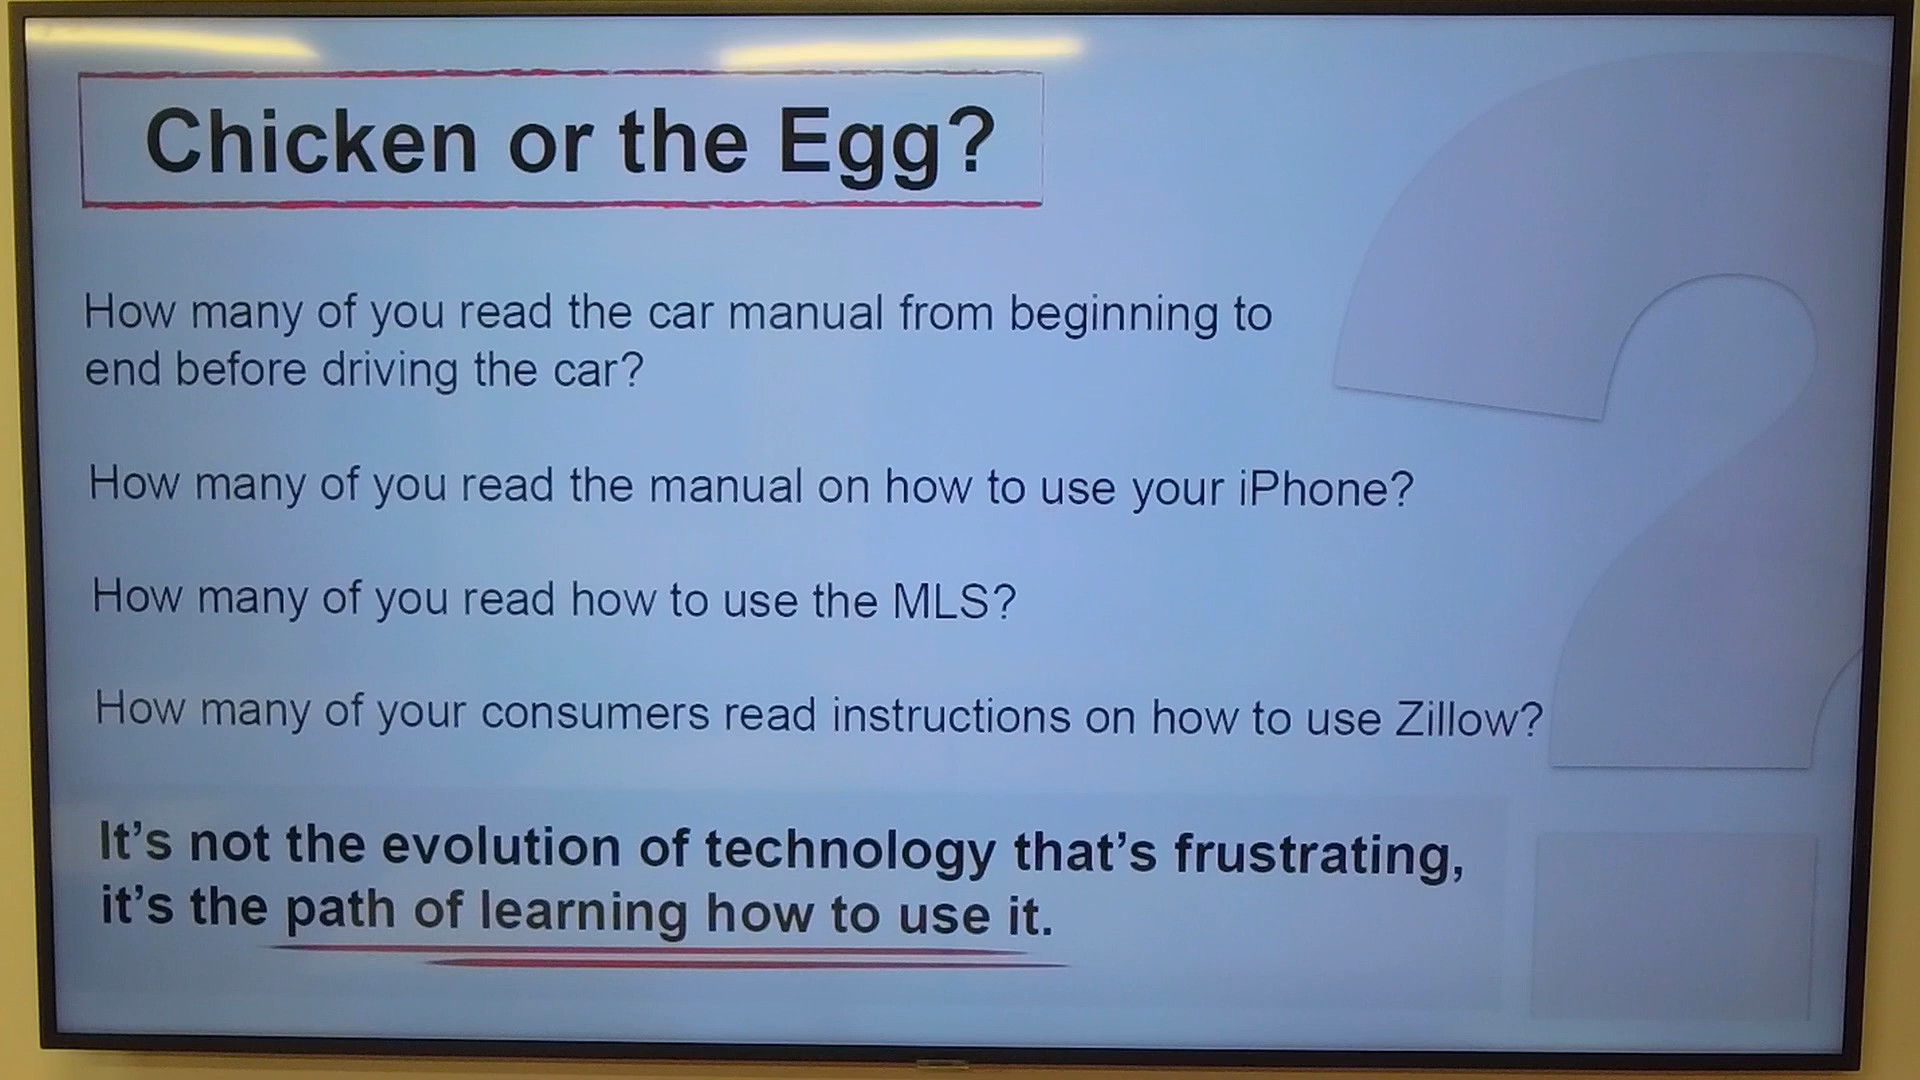 Chicken or the Egg?
How many of you read the car manual from beginning to
end before driving the car?
How many of you read the manual on how to use your iPhone?
How many of you read how to use the MLS?
How many of your consumers read instructions on how to use Zillow?
It’s not the evolution of technology that’s frustrating,
it’s the path of learning how to use it.